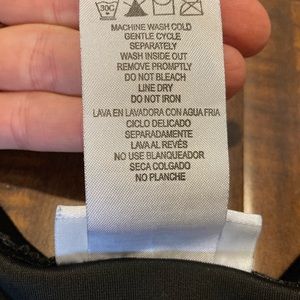 30C
MACHINE WASH COLD
GENTLE CYCLE
SEPARATELY
WASH INSIDE OUT
REMOVE PROMPTLY
DO NOT BLEACH
LINE DRY
DO NOT IRON
LAVA EN LAVADORA CON AGUA FRIA
CICLO DELICADO
SEPARADAMENTE
LAVA AL REVÉS
NO USE BLANQUEADOR
SECA COLGADO
NO PLANCHE